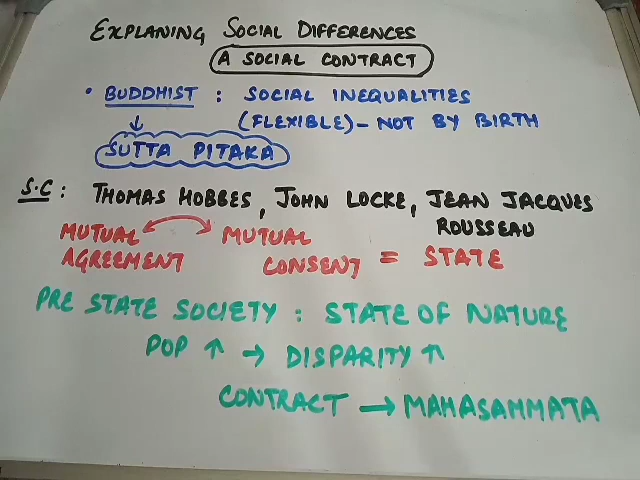 EXPLANING SOCIAL DIFFERENCES
A SOCIAL CONTRACT
• BUDDHIST : SOCIAL INEQUALITIES
(FLEXIBLE) - NOT BY BIRTH
↓
SUTTA PITAKA
S.C : THOMAS HOBBES, JOHN LOCKE, JEAN JACQUES
ROUSSEAU
MUTUAL MUTUAL
AGREEMENT CONSENT = STATE
PRE STATE SOCIETY : STATE OF NATURE
POP ↑ → DISPARITY ↑
CONTRACT → MAHASAMMATA